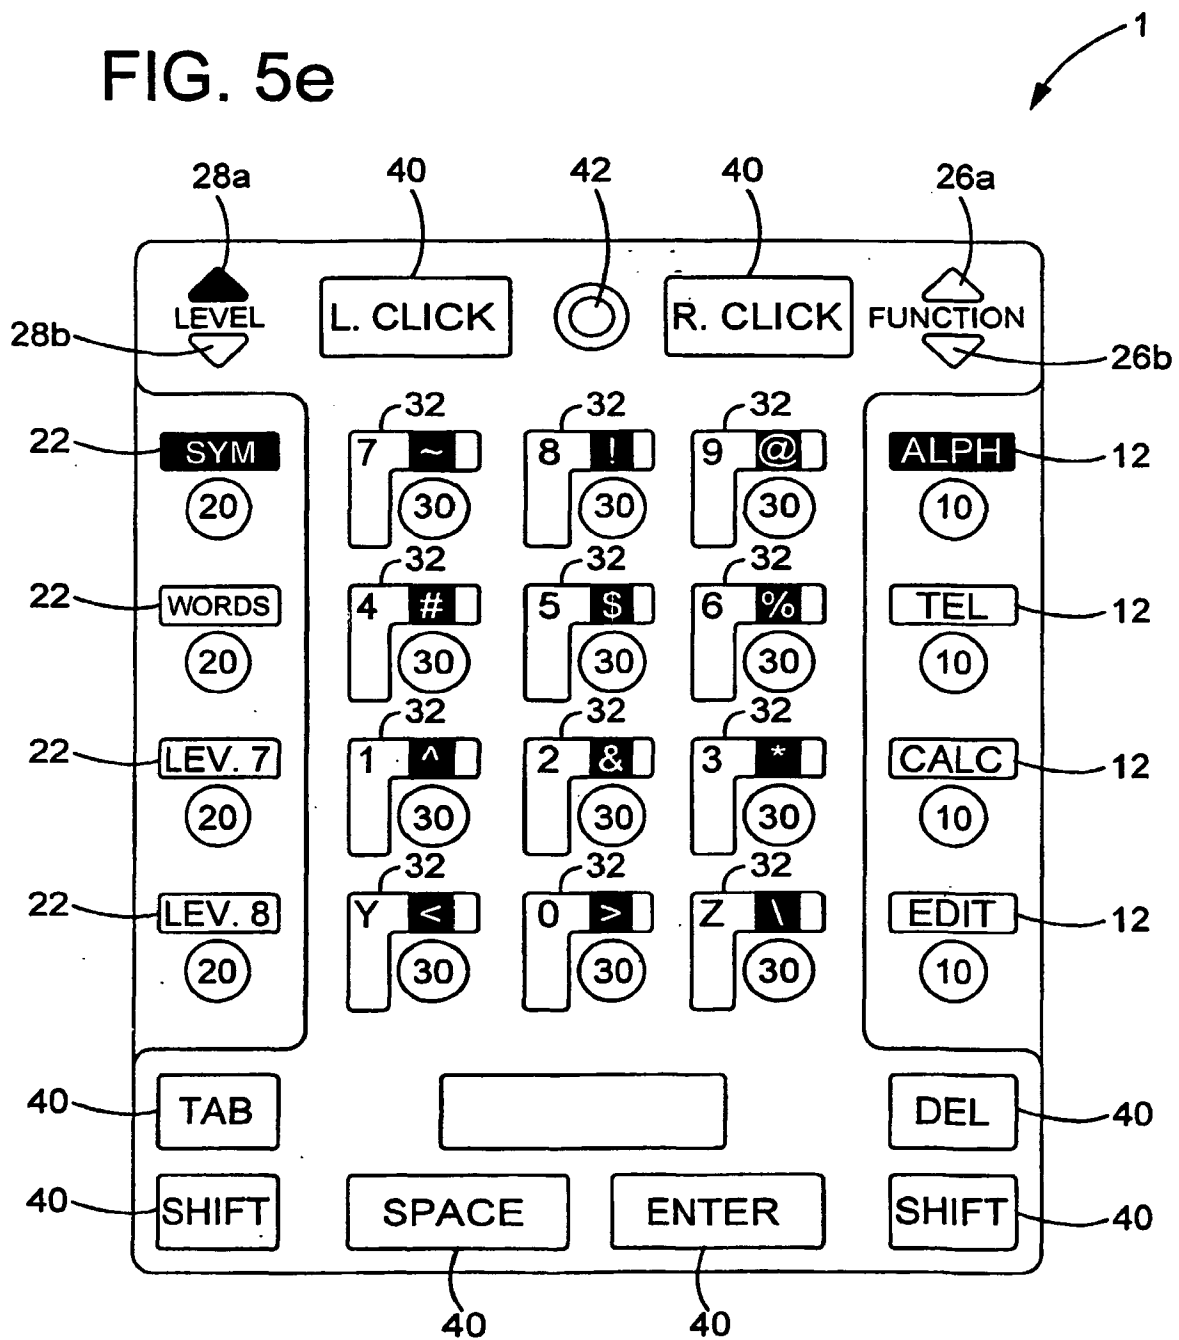 1
FIG. 5e
28a 40 42 40 26a
LEVEL L. CLICK R. CLICK FUNCTION
28b 26b
32 32 32
22 SYM 7 ~ 8 ! 9 @ ALPH 12
20 30 30 30 10
32 32 32
22 WORDS 4 # 5 $ 6 % TEL 12
20 30 30 30 10
32 32 32
22 LEV. 7 1 ^ 2 & 3 * CALC 12
20 30 30 30 10
32 32 32
22 LEV. 8 Y < 0 > Z \ EDIT 12
20 30 30 30 10
40 TAB DEL 40
40 SHIFT SPACE ENTER SHIFT 40
40 40